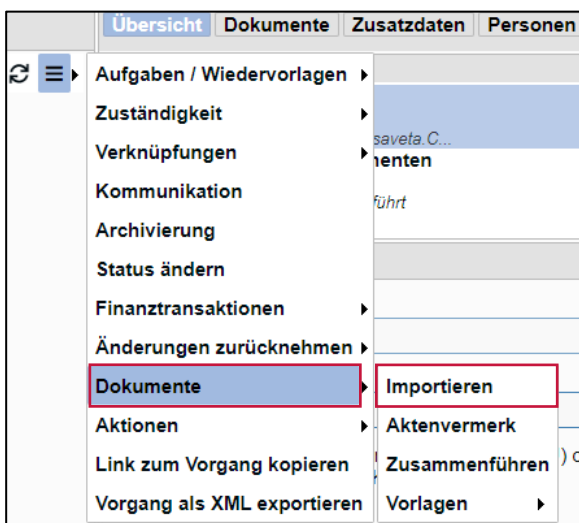 Übersicht Dokumente Zusatzdaten Personen
Aufgaben / Wiedervorlagen
Zuständigkeit
saveta.C...
Verknüpfungen
enten
Kommunikation
führt
Archivierung
Status ändern
Finanztransaktionen
Änderungen zurücknehmen
Dokumente
Importieren
Aktionen
Aktenvermerk
Link zum Vorgang kopieren
) c
Zusammenführen
Vorgang als XML exportieren
Vorlagen